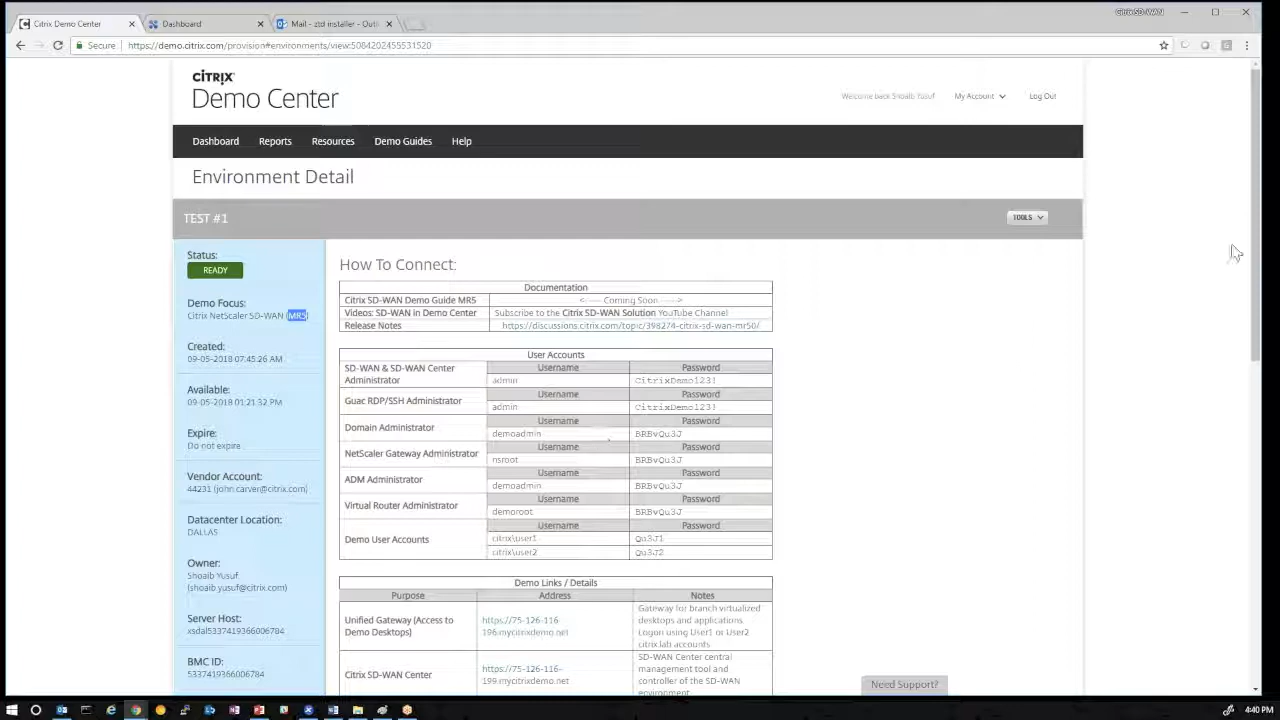 Citrix Demo Center
Dashboard
Mail - ztd installer - Outl
Citrix SD-WAN
Secure
https://demo.citrix.com/provision#environments/view:5084202455531520
CITRIX
Demo Center
Welcome back Shoaib Yusuf
My Account
Log Out
Dashboard
Reports
Resources
Demo Guides
Help
Environment Detail
TEST #1
TOOLS
Status:
READY
Demo Focus:
Citrix NetScaler SD-WAN (MR5)
Created:
09-05-2018 07:45:26 AM
Available:
09-05-2018 01:21:32 PM
Expire:
Do not expire
Vendor Account:
44231 (john.carver@citrix.com)
Datacenter Location:
DALLAS
Owner:
Shoaib Yusuf
(shoaib.yusuf@citrix.com)
Server Host:
xsdal5337419366006784
BMC ID:
5337419366006784
How To Connect:
Documentation
Citrix SD-WAN Demo Guide MR5 <---- Coming Soon ---->
Videos: SD-WAN in Demo Center Subscribe to the Citrix SD-WAN Solution YouTube Channel
Release Notes https://discussions.citrix.com/topic/398274-citrix-sd-wan-mr50/
User Accounts
SD-WAN & SD-WAN Center Administrator
Username Password
admin CitrixDemo123!
Guac RDP/SSH Administrator
Username Password
admin CitrixDemo123!
Domain Administrator
Username Password
demoadmin BRBvQu3J
NetScaler Gateway Administrator
Username Password
nsroot BRBvQu3J
ADM Administrator
Username Password
demoadmin BRBvQu3J
Virtual Router Administrator
Username Password
demoroot BRBvQu3J
Demo User Accounts
Username Password
citrix\user1 Qu3J1
citrix\user2 Qu3J2
Demo Links / Details
Purpose Address Notes
Unified Gateway (Access to
Demo Desktops)
https://75-126-116-
196.mycitrixdemo.net
Gateway for branch virtualized
desktops and applications.
Logon using User1 or User2
citrix.lab accounts
Citrix SD-WAN Center
https://75-126-116-
199.mycitrixdemo.net
SD-WAN Center central
management tool and
controller of the SD-WAN
environment
Need Support?
4:40 PM